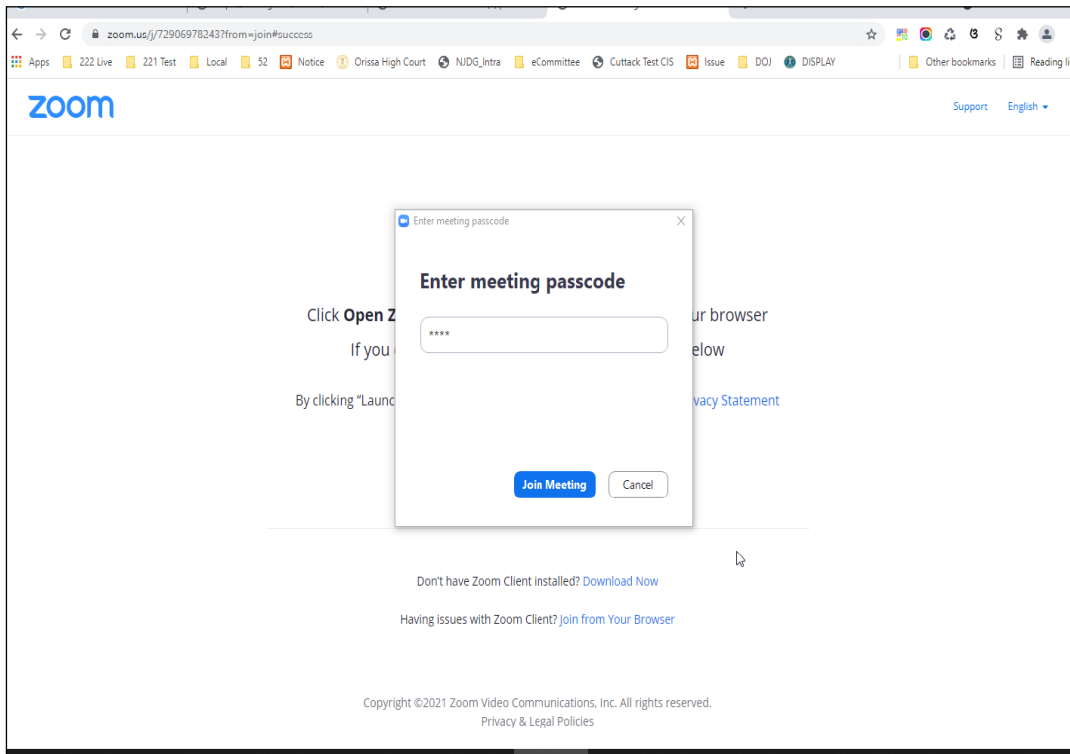 zoom.us/j/72906978243?from=join#success
Apps 222 Live 221 Test Local 52 Notice Orissa High Court NJDG_Intra eCommittee Cuttack Test CIS Issue DOJ DISPLAY Other bookmarks Reading li
zoom
Support English
Enter meeting passcode
Enter meeting passcode
Click Open Z ur browser
****
If you elow
By clicking “Launc vacy Statement
Join Meeting Cancel
Don't have Zoom Client installed? Download Now
Having issues with Zoom Client? Join from Your Browser
Copyright ©2021 Zoom Video Communications, Inc. All rights reserved.
Privacy & Legal Policies